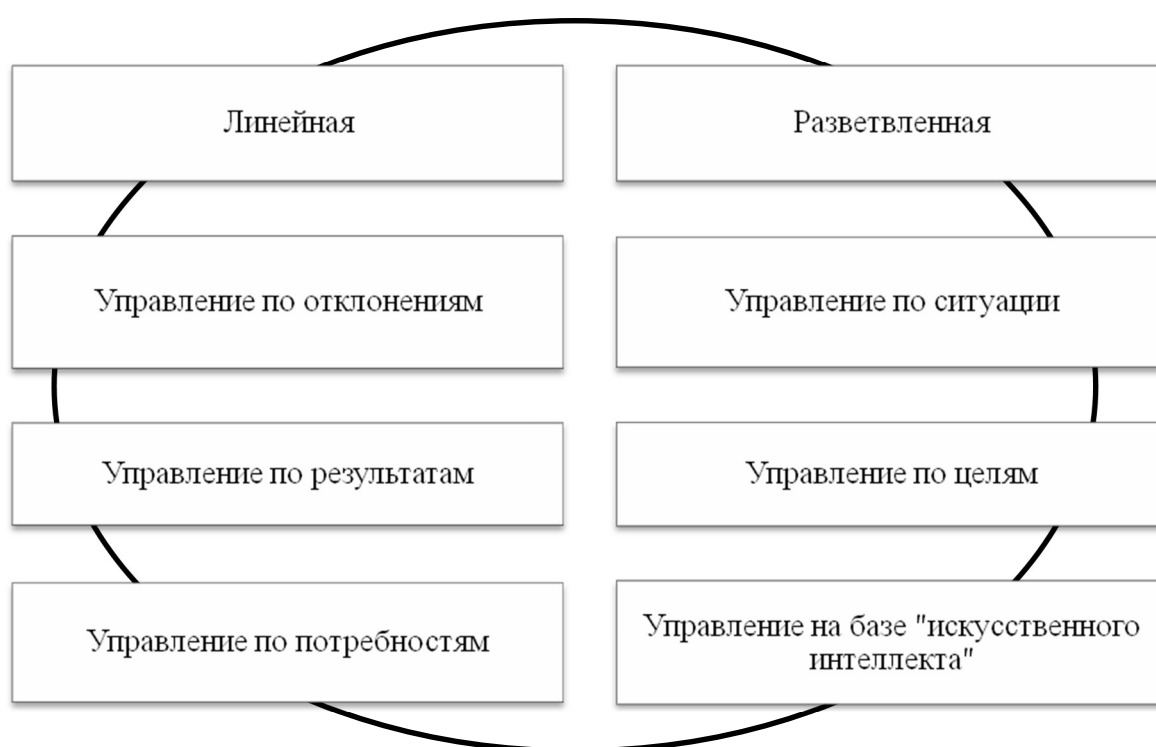 Линейная
Разветвленная
Управление по отклонениям
Управление по ситуации
Управление по результатам
Управление по целям
Управление по потребностям
Управление на базе "искусственного
интеллекта"